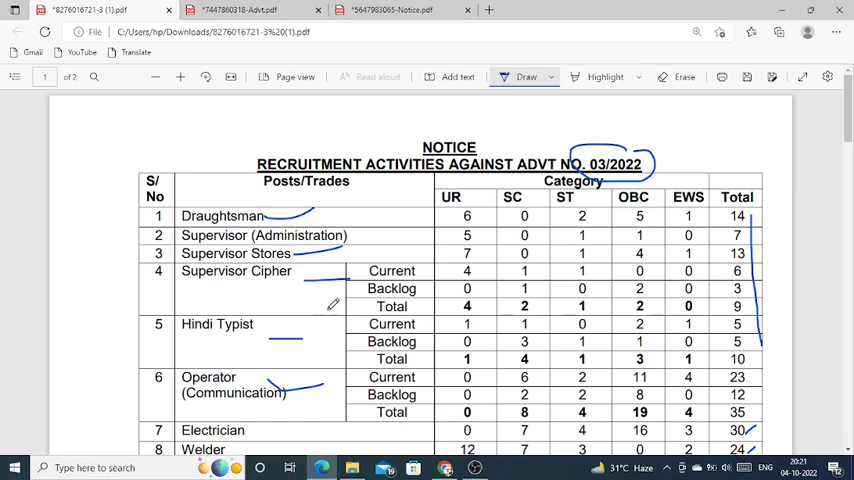 *8276016721-3 (1).pdf
*7447860318-Advt.pdf
*5647983065-Notice.pdf
File C:/Users/hp/Downloads/8276016721-3%20(1).pdf
Gmail YouTube Translate
1 of 2 Page view Read aloud Add text Draw Highlight Erase
NOTICE
RECRUITMENT ACTIVITIES AGAINST ADVT NO. 03/2022
S/ No Posts/Trades Category
UR SC ST OBC EWS Total
1 Draughtsman 6 0 2 5 1 14
2 Supervisor (Administration) 5 0 1 1 0 7
3 Supervisor Stores 7 0 1 4 1 13
4 Supervisor Cipher Current 4 1 1 0 0 6
Backlog 0 1 0 2 0 3
Total 4 2 1 2 0 9
5 Hindi Typist Current 1 1 0 2 1 5
Backlog 0 3 1 1 0 5
Total 1 4 1 3 1 10
6 Operator (Communication) Current 0 6 2 11 4 23
Backlog 0 2 2 8 0 12
Total 0 8 4 19 4 35
7 Electrician 0 7 4 16 3 30
8 Welder 12 7 3 0 2 24
Type here to search 19 31°C Haze ENG 20:21
04-10-2022 12